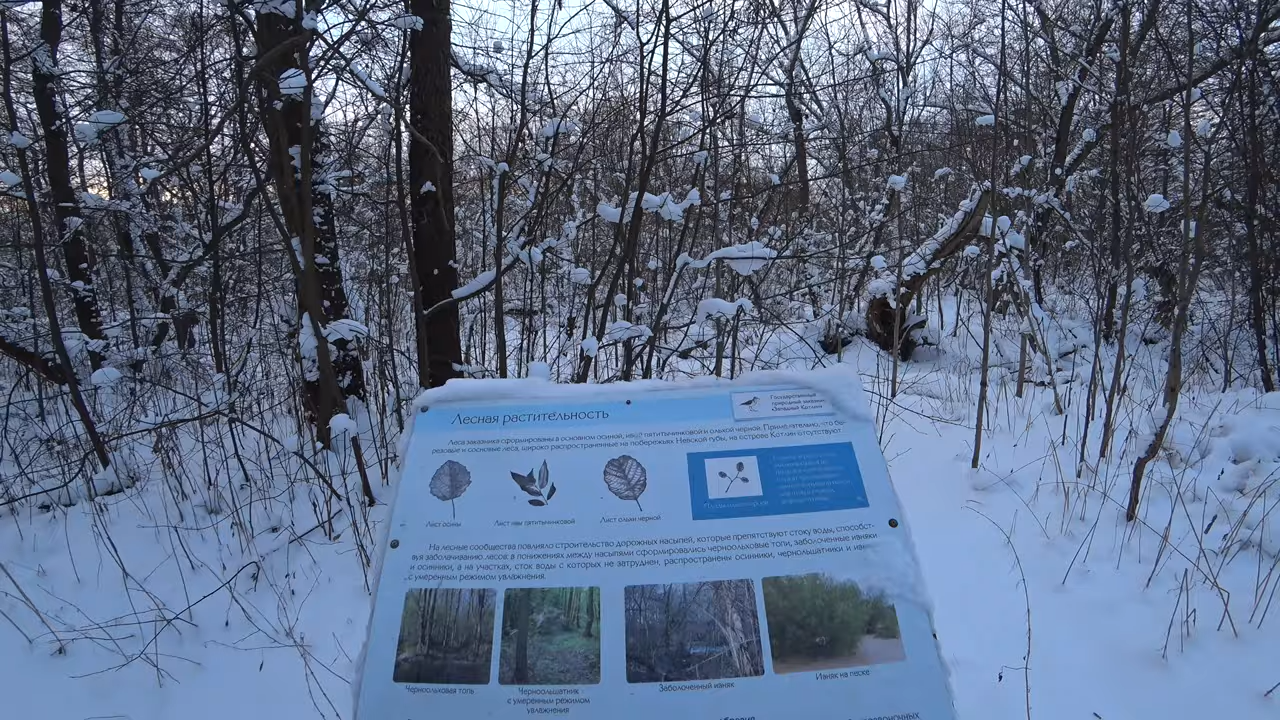 Лесная растительность
Государственный
природный заказник
«Западный Котлин»
Леса заказника сформированы в основном осиной, ивой пятитычинковой и ольхой черной. Примечательно, что бе-
резовые и сосновые леса, широко распространенные на побережьях Невской губы, на острове Котлин отсутствуют.
Лист осины
Лист ивы пятитычинковой
Лист ольхи черной
На лесные сообщества повлияло строительство дорожных насыпей, которые препятствуют стоку воды, способст-
вуя заболачиванию лесов: в понижениях между насыпями сформировались черноольховые топи, заболоченные ивняки
и осинники, а на участках, сток воды с которых не затруднен, распространены осинники, черноольшатники и ивняки
с умеренным режимом увлажнения.
Черноольховая топь
Черноольшатник
с умеренным режимом
увлажнения
Заболоченный ивняк
Ивняк на песке